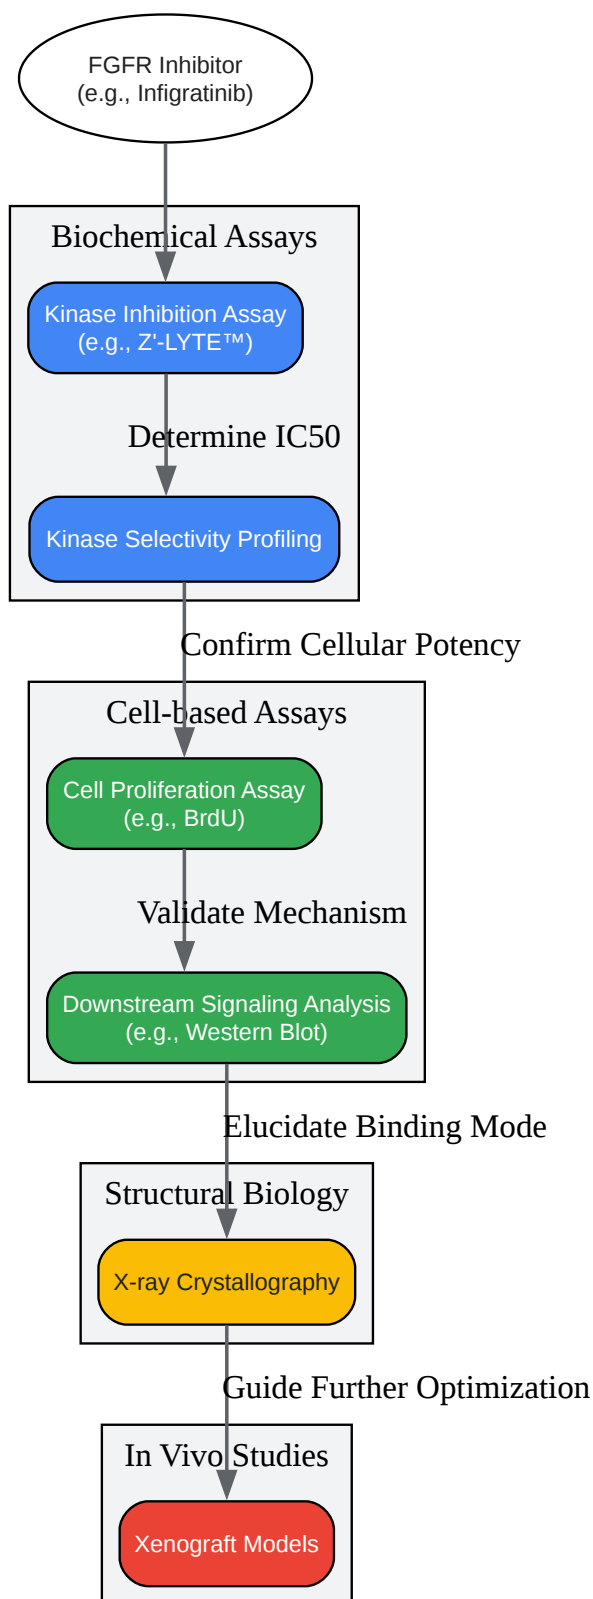 FGFR Inhibitor
(e.g., Infigratinib)
Biochemical Assays
Kinase Inhibition Assay
(e.g., Z'-LYTE™)
Determine IC50
Kinase Selectivity Profiling
Confirm Cellular Potency
Cell-based Assays
Cell Proliferation Assay
(e.g., BrdU)
Validate Mechanism
Downstream Signaling Analysis
(e.g., Western Blot)
Elucidate Binding Mode
Structural Biology
X-ray Crystallography
Guide Further Optimization
In Vivo Studies
Xenograft Models